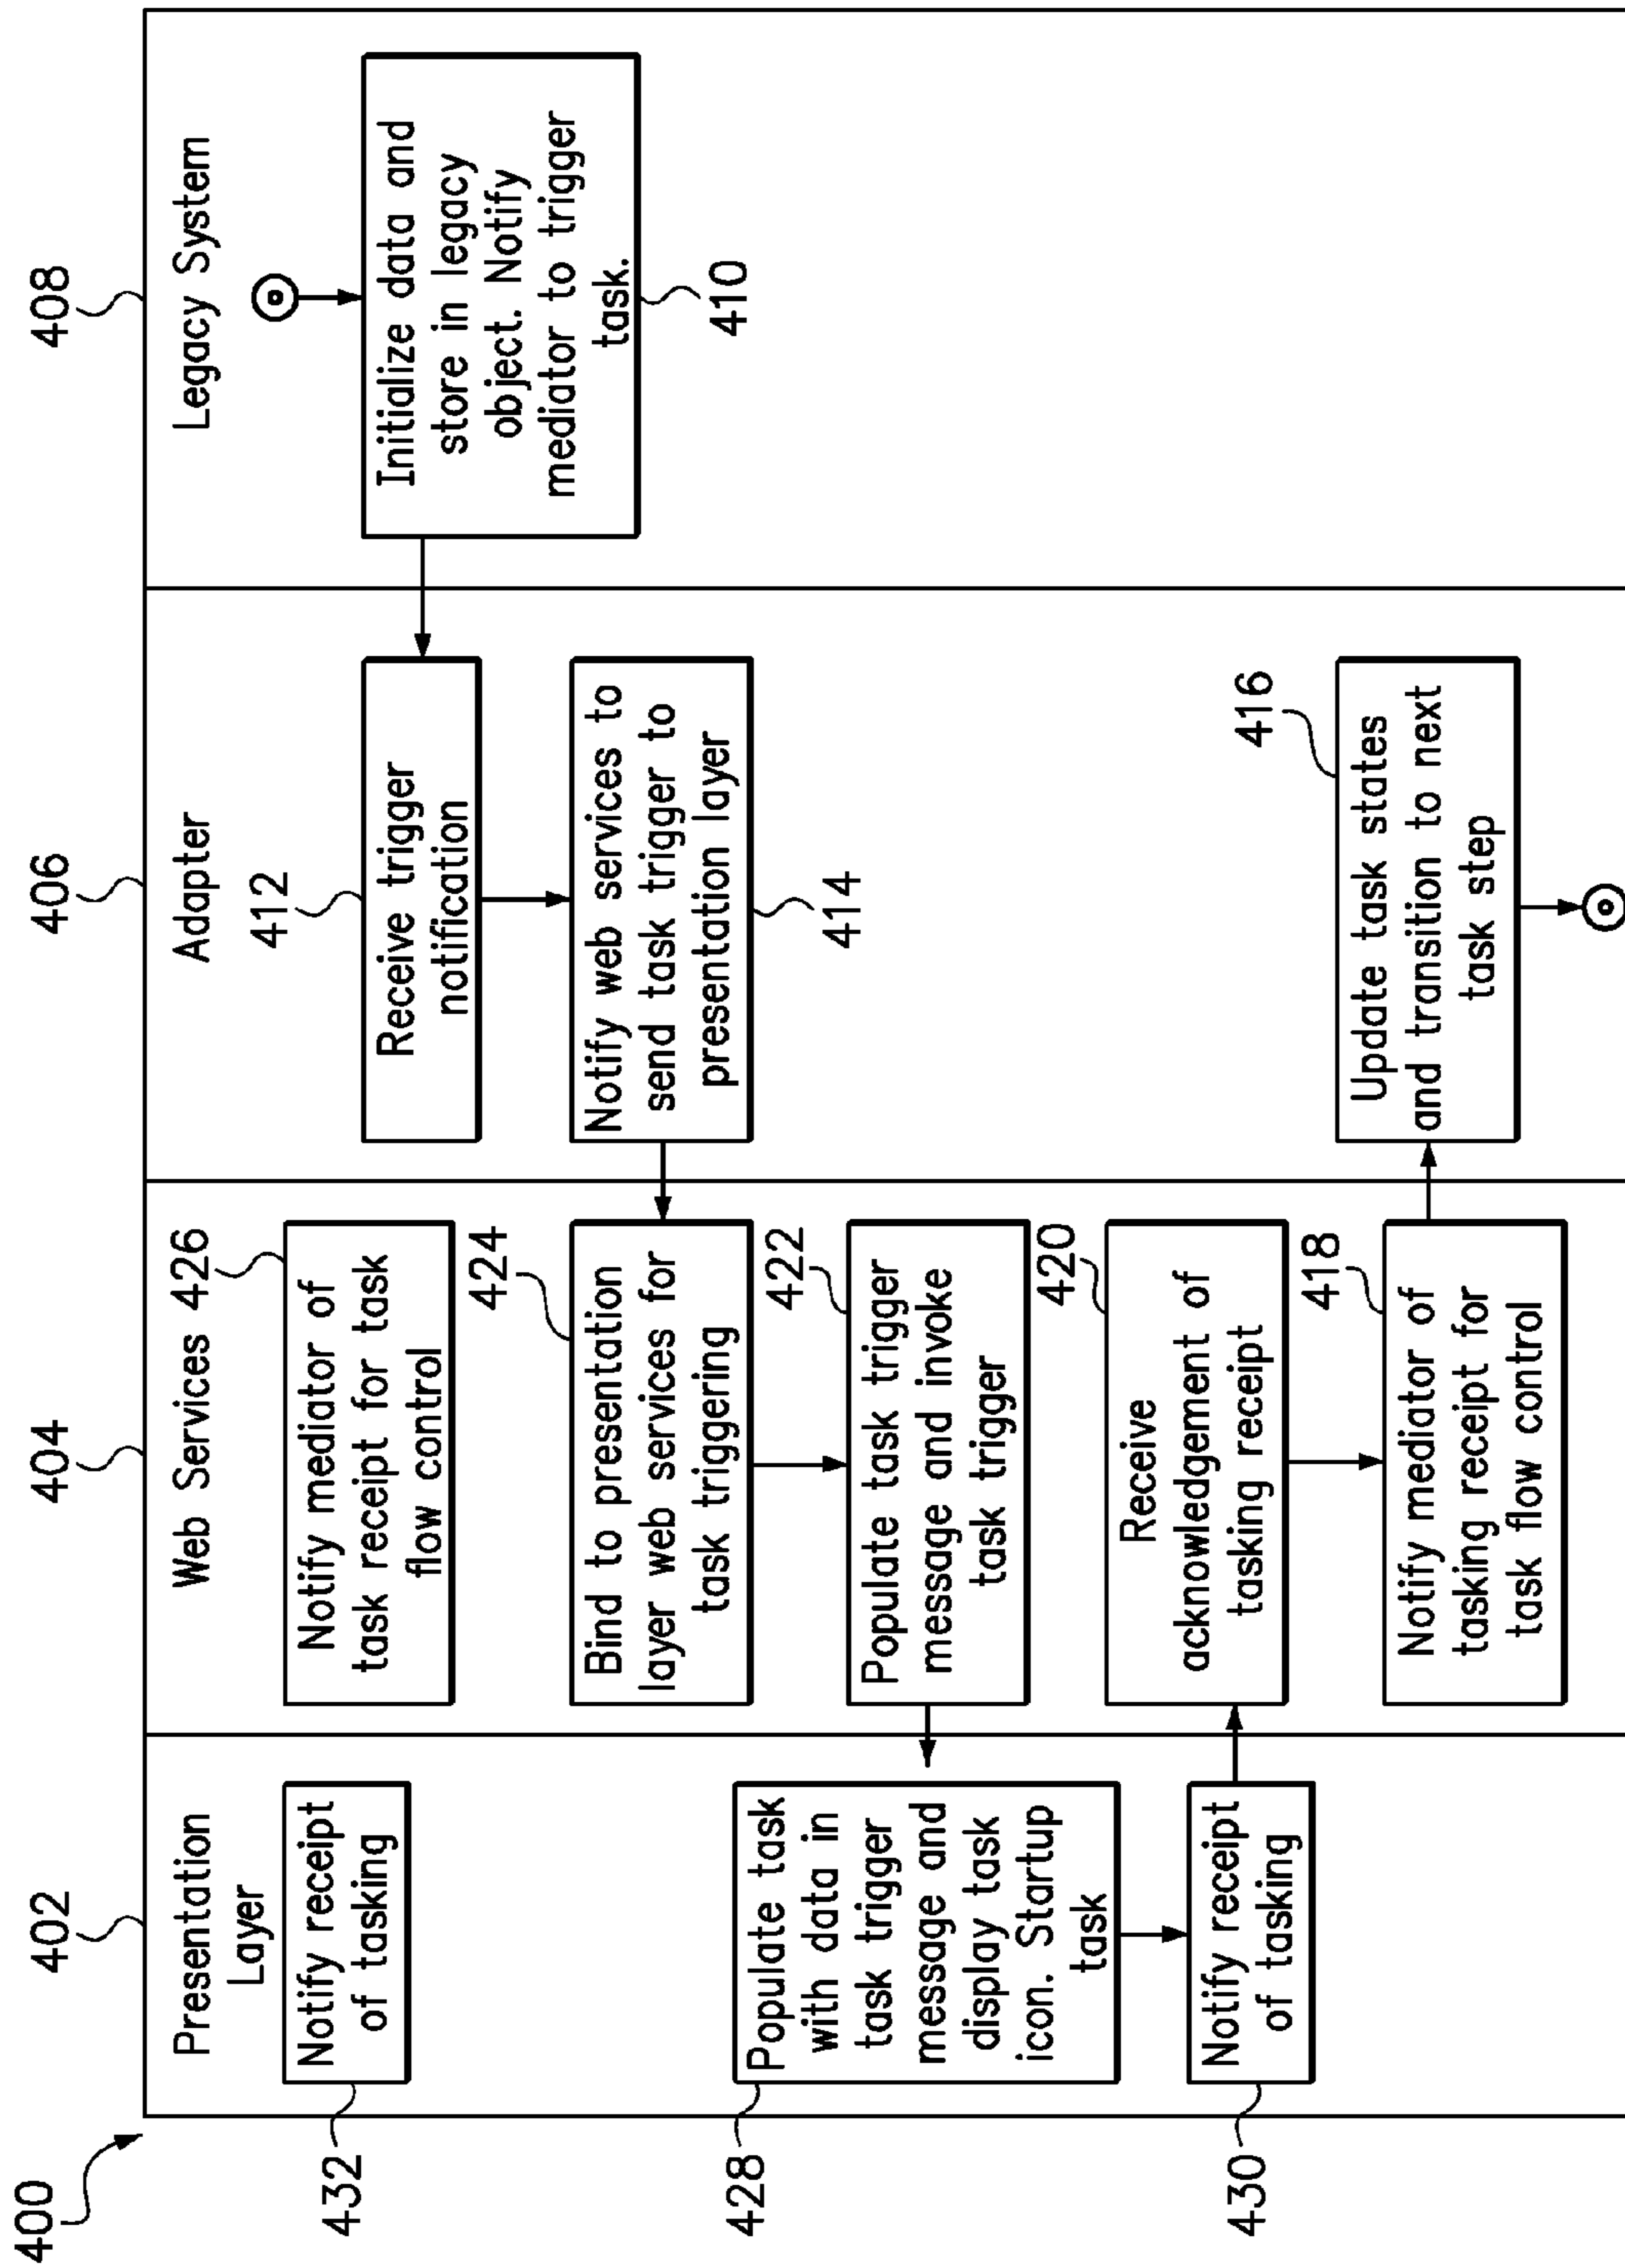 400
402
404
406
408
Presentation
Layer
Web Services
Adapter
Legacy System
432
Notify receipt
of tasking
426
Notify mediator of
task receipt for task
flow control
412
Receive trigger
notification
Initialize data and
store in legacy
object. Notify
mediator to trigger
task.
410
424
Bind to presentation
layer web services for
task triggering
Notify web services to
send task trigger to
presentation layer
414
428
Populate task
with data in
task trigger
message and
display task
icon. Startup
task
422
Populate task trigger
message and invoke
task trigger
430
Notify receipt
of tasking
420
Receive
acknowledgement of
tasking receipt
418
Notify mediator of
tasking receipt for
task flow control
416
Update task states
and transition to next
task step